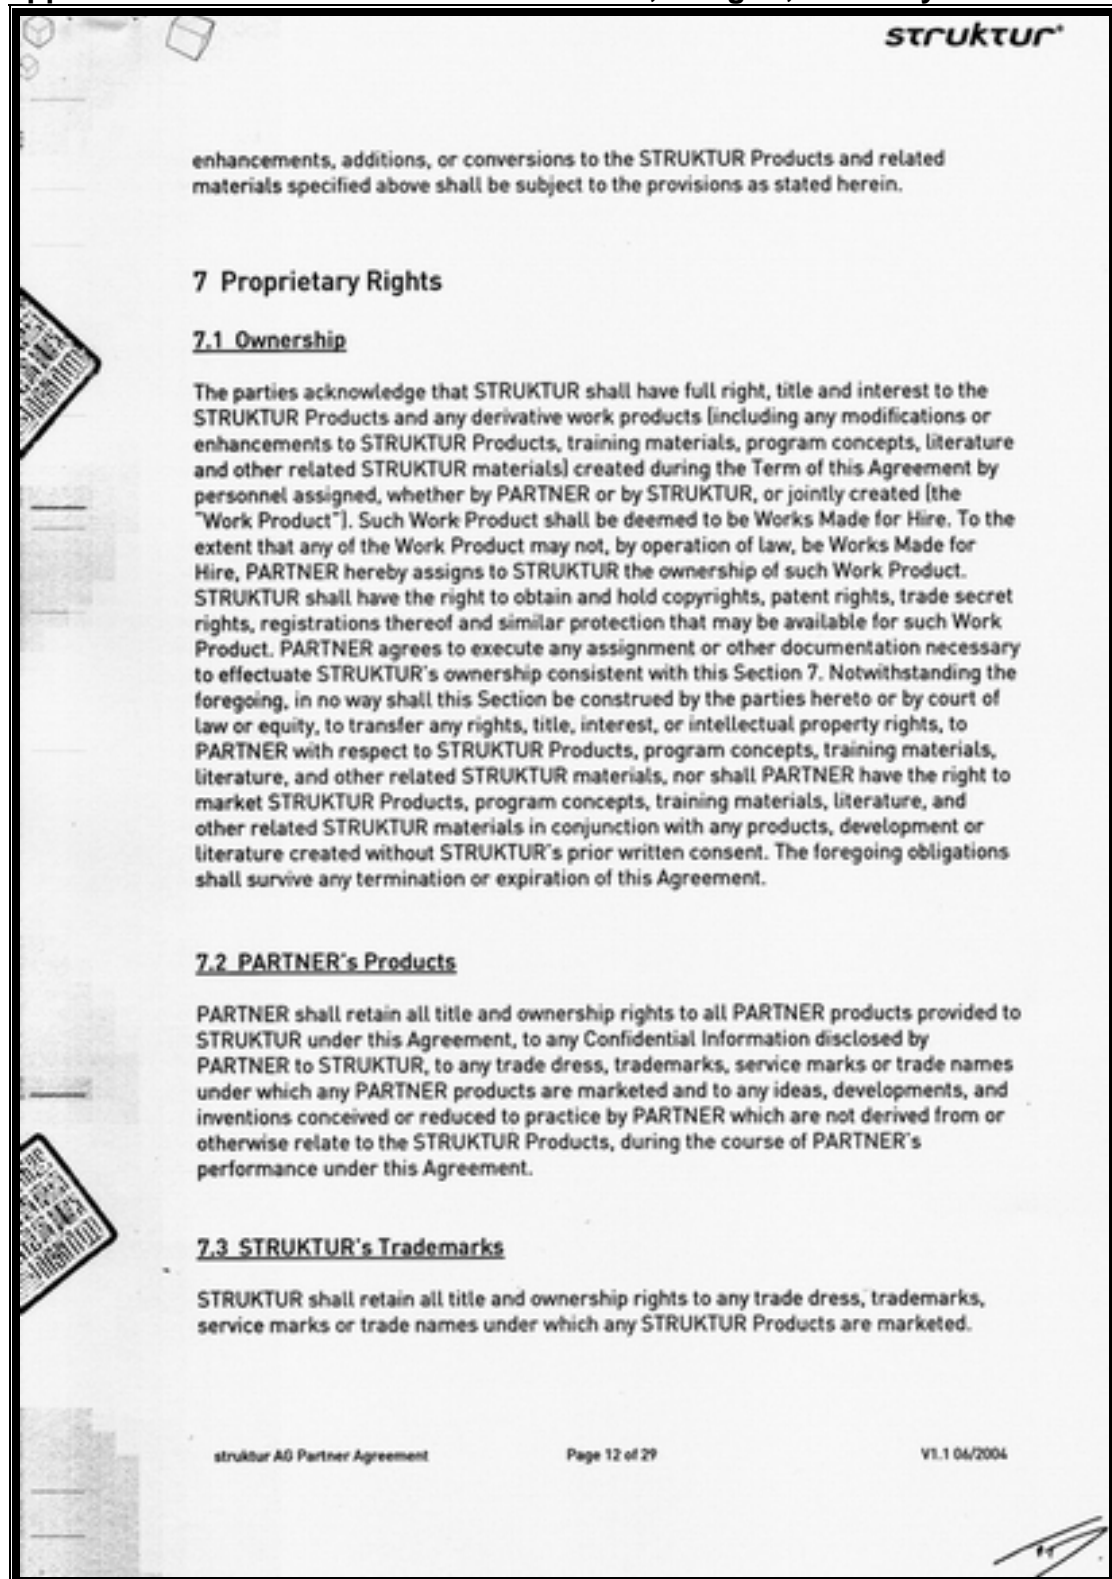 struktur
enhancements, additions, or conversions to the STRUKTUR Products and related
materials specified above shall be subject to the provisions as stated herein.
7 Proprietary Rights
7.1 Ownership
The parties acknowledge that STRUKTUR shall have full right, title and interest to the
STRUKTUR Products and any derivative work products (including any modifications or
enhancements to STRUKTUR Products, training materials, program concepts, literature
and other related STRUKTUR materials) created during the Term of this Agreement by
personnel assigned, whether by PARTNER or by STRUKTUR, or jointly created (the
"Work Product"). Such Work Product shall be deemed to be Works Made for Hire. To the
extent that any of the Work Product may not, by operation of law, be Works Made for
Hire, PARTNER hereby assigns to STRUKTUR the ownership of such Work Product.
STRUKTUR shall have the right to obtain and hold copyrights, patent rights, trade secret
rights, registrations thereof and similar protection that may be available for such Work
Product. PARTNER agrees to execute any assignment or other documentation necessary
to effectuate STRUKTUR's ownership consistent with this Section 7. Notwithstanding the
foregoing, in no way shall this Section be construed by the parties hereto or by court of
law or equity, to transfer any rights, title, interest, or intellectual property rights, to
PARTNER with respect to STRUKTUR Products, program concepts, training materials,
literature, and other related STRUKTUR materials, nor shall PARTNER have the right to
market STRUKTUR Products, program concepts, training materials, literature, and
other related STRUKTUR materials in conjunction with any products, development or
literature created without STRUKTUR's prior written consent. The foregoing obligations
shall survive any termination or expiration of this Agreement.
7.2 PARTNER's Products
PARTNER shall retain all title and ownership rights to all PARTNER products provided to
STRUKTUR under this Agreement, to any Confidential Information disclosed by
PARTNER to STRUKTUR, to any trade dress, trademarks, service marks or trade names
under which any PARTNER products are marketed and to any ideas, developments, and
inventions conceived or reduced to practice by PARTNER which are not derived from or
otherwise relate to the STRUKTUR Products, during the course of PARTNER's
performance under this Agreement.
7.3 STRUKTUR's Trademarks
STRUKTUR shall retain all title and ownership rights to any trade dress, trademarks,
service marks or trade names under which any STRUKTUR Products are marketed.
struktur AG Partner Agreement Page 12 of 29 V1.1 06/2004